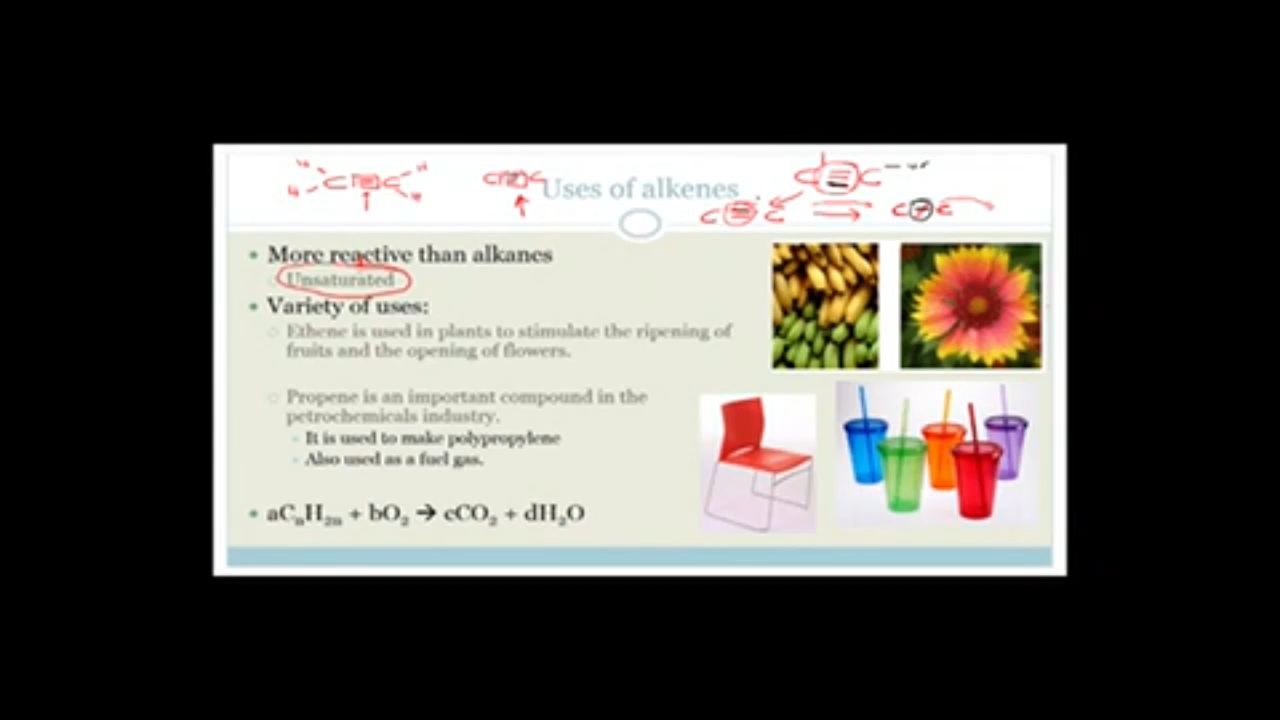 Uses of alkenes
More reactive than alkanes
Unsaturated
Variety of uses:
Ethene is used in plants to stimulate the ripening of
fruits and the opening of flowers.
Propene is an important compound in the
petrochemicals industry.
It is used to make polypropylene
Also used as a fuel gas.
aCₙH₂ₙ + bO₂ → cCO₂ + dH₂O